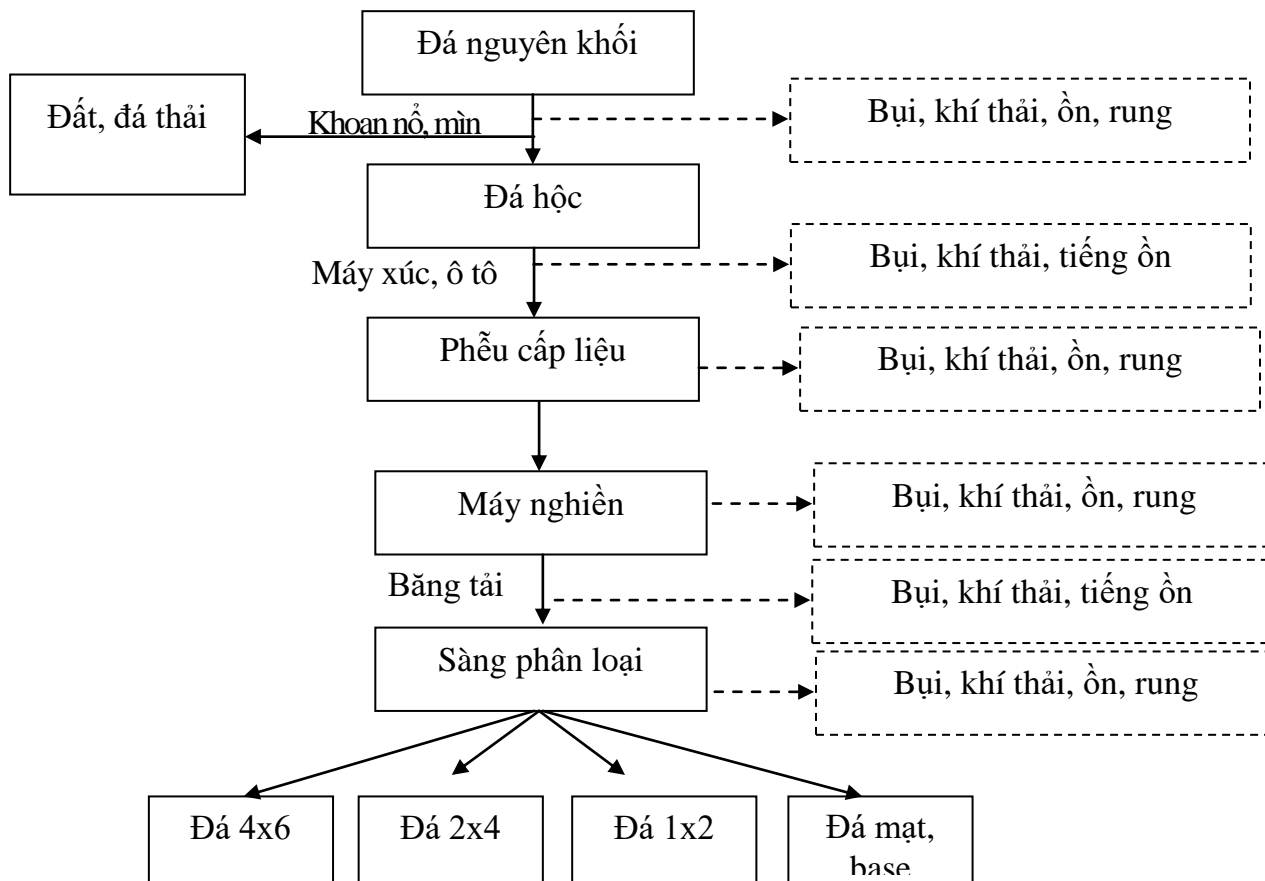 Đá nguyên khối
Đất, đá thải
Khoan nổ, mìn
Bụi, khí thải, ồn, rung
Đá hộc
Máy xúc, ô tô
Bụi, khí thải, tiếng ồn
Phễu cấp liệu
Bụi, khí thải, ồn, rung
Máy nghiền
Bụi, khí thải, ồn, rung
Băng tải
Bụi, khí thải, tiếng ồn
Sàng phân loại
Bụi, khí thải, ồn, rung
Đá 4x6
Đá 2x4
Đá 1x2
Đá mạt,
base